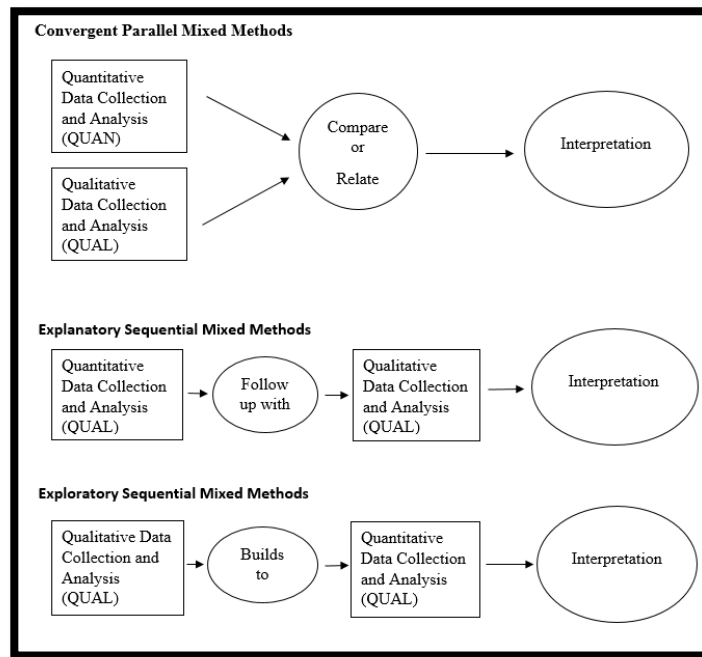 Convergent Parallel Mixed Methods
Quantitative
Data Collection
and Analysis
(QUAN)
Qualitative
Data Collection
and Analysis
(QUAL)
Compare
or
Relate
Interpretation
Explanatory Sequential Mixed Methods
Quantitative
Data Collection
and Analysis
(QUAL)
Follow
up with
Qualitative
Data Collection
and Analysis
(QUAL)
Interpretation
Exploratory Sequential Mixed Methods
Qualitative Data
Collection and
Analysis
(QUAL)
Builds
to
Quantitative
Data Collection
and Analysis
(QUAL)
Interpretation